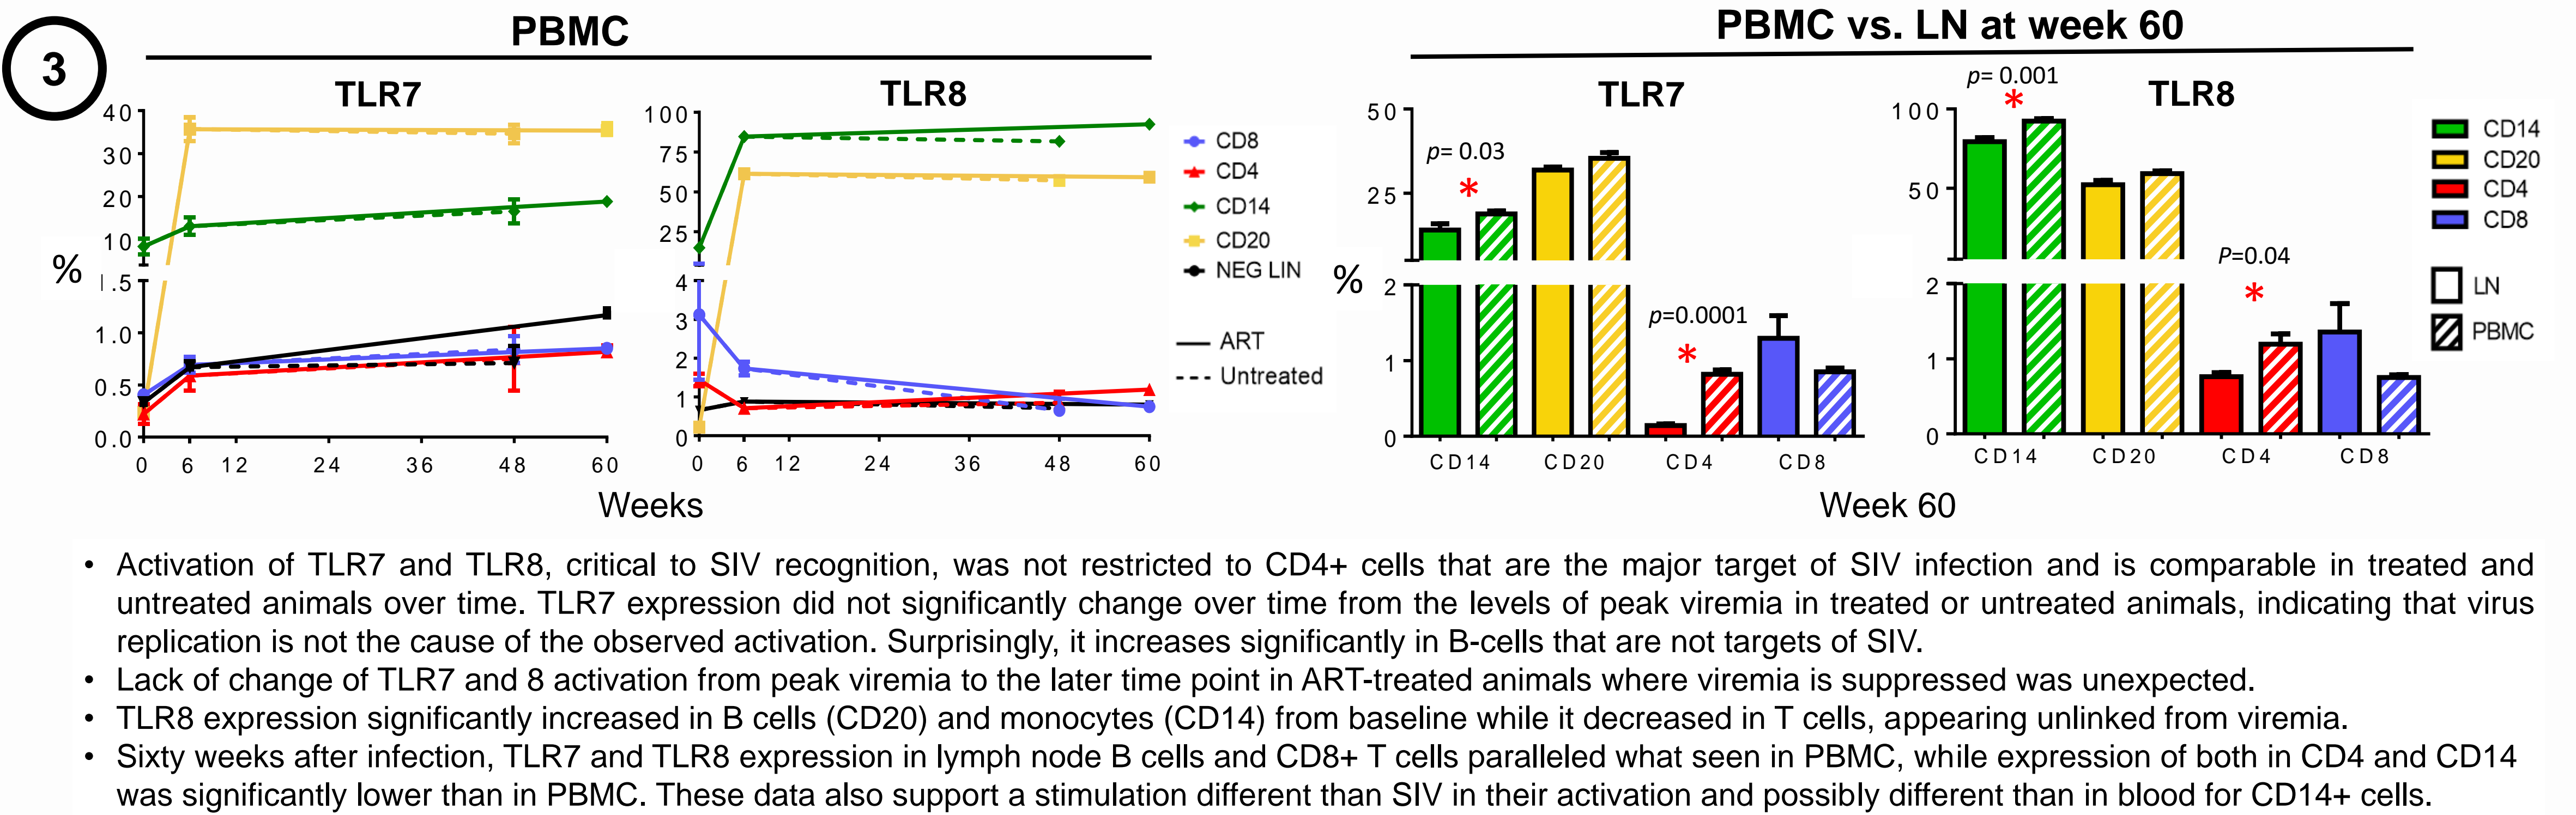 3
PBMC
TLR7
40
30
20
10
%
1.5
1.0
0.5
0.0
0 6 12 24 36 48 60
TLR8
100
75
50
25
4
3
2
1
0
0 6 12 24 36 48 60
Weeks
CD8
CD4
CD14
CD20
NEG LIN
ART
Untreated
PBMC vs. LN at week 60
TLR7
50
25
%
2
1
0
p= 0.03
*
p=0.0001
*
CD14 CD20 CD4 CD8
TLR8
p= 0.001
*
100
50
2
1
0
P=0.04
*
CD14 CD20 CD4 CD8
Week 60
CD14
CD20
CD4
CD8
LN
PBMC
• Activation of TLR7 and TLR8, critical to SIV recognition, was not restricted to CD4+ cells that are the major target of SIV infection and is comparable in treated and
untreated animals over time. TLR7 expression did not significantly change over time from the levels of peak viremia in treated or untreated animals, indicating that virus
replication is not the cause of the observed activation. Surprisingly, it increases significantly in B-cells that are not targets of SIV.
• Lack of change of TLR7 and 8 activation from peak viremia to the later time point in ART-treated animals where viremia is suppressed was unexpected.
• TLR8 expression significantly increased in B cells (CD20) and monocytes (CD14) from baseline while it decreased in T cells, appearing unlinked from viremia.
• Sixty weeks after infection, TLR7 and TLR8 expression in lymph node B cells and CD8+ T cells paralleled what seen in PBMC, while expression of both in CD4 and CD14
was significantly lower than in PBMC. These data also support a stimulation different than SIV in their activation and possibly different than in blood for CD14+ cells.